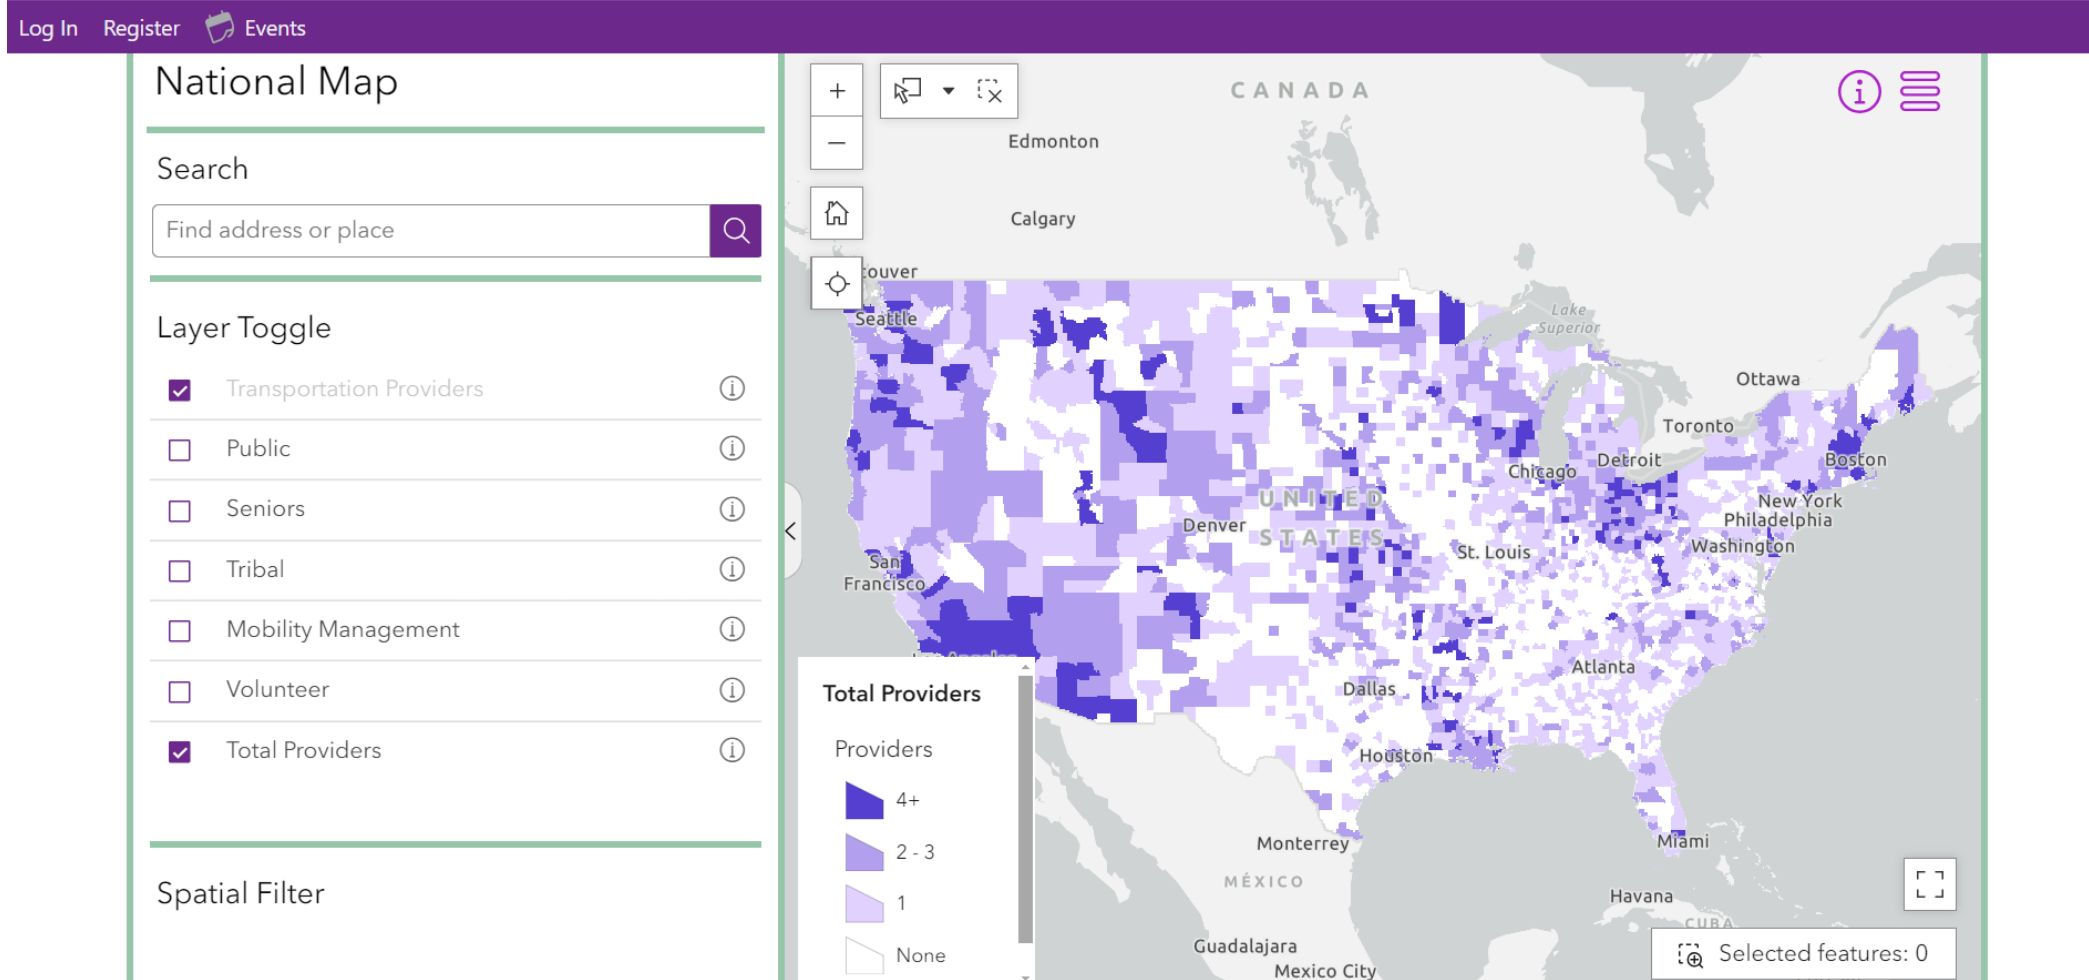 Log In Register Events
National Map
Search
Find address or place
Layer Toggle
Transportation Providers
Public
Seniors
Tribal
Mobility Management
Volunteer
Total Providers
Spatial Filter
CANADA
Edmonton
Calgary
couver
Seattle
Lake
Superior
Ottawa
Toronto
Detroit
Boston
Chicago
New York
UNITED
Philadelphia
Denver
STATES
Washington
St. Louis
San
Francisco
Atlanta
Dallas
Houston
Miami
Monterrey
MÉXICO
Havana
CUBA
Guadalajara
Mexico City
Total Providers
Providers
4+
2 - 3
1
None
Selected features: 0